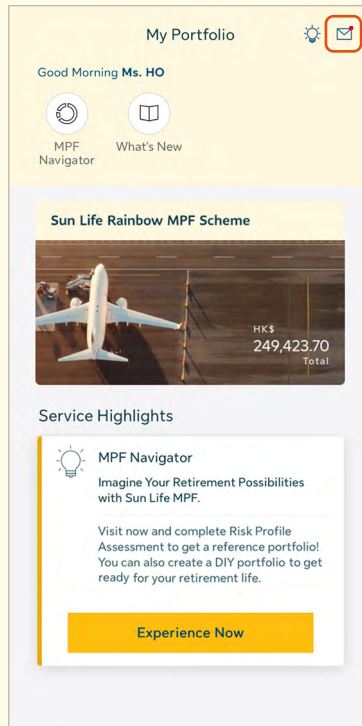 My Portfolio
Good Morning Ms. HO
MPF
Navigator
What's New
Sun Life Rainbow MPF Scheme
HK$
249,423.70
Total
Service Highlights
MPF Navigator
Imagine Your Retirement Possibilities
with Sun Life MPF.
Visit now and complete Risk Profile
Assessment to get a reference portfolio!
You can also create a DIY portfolio to get
ready for your retirement life.
Experience Now